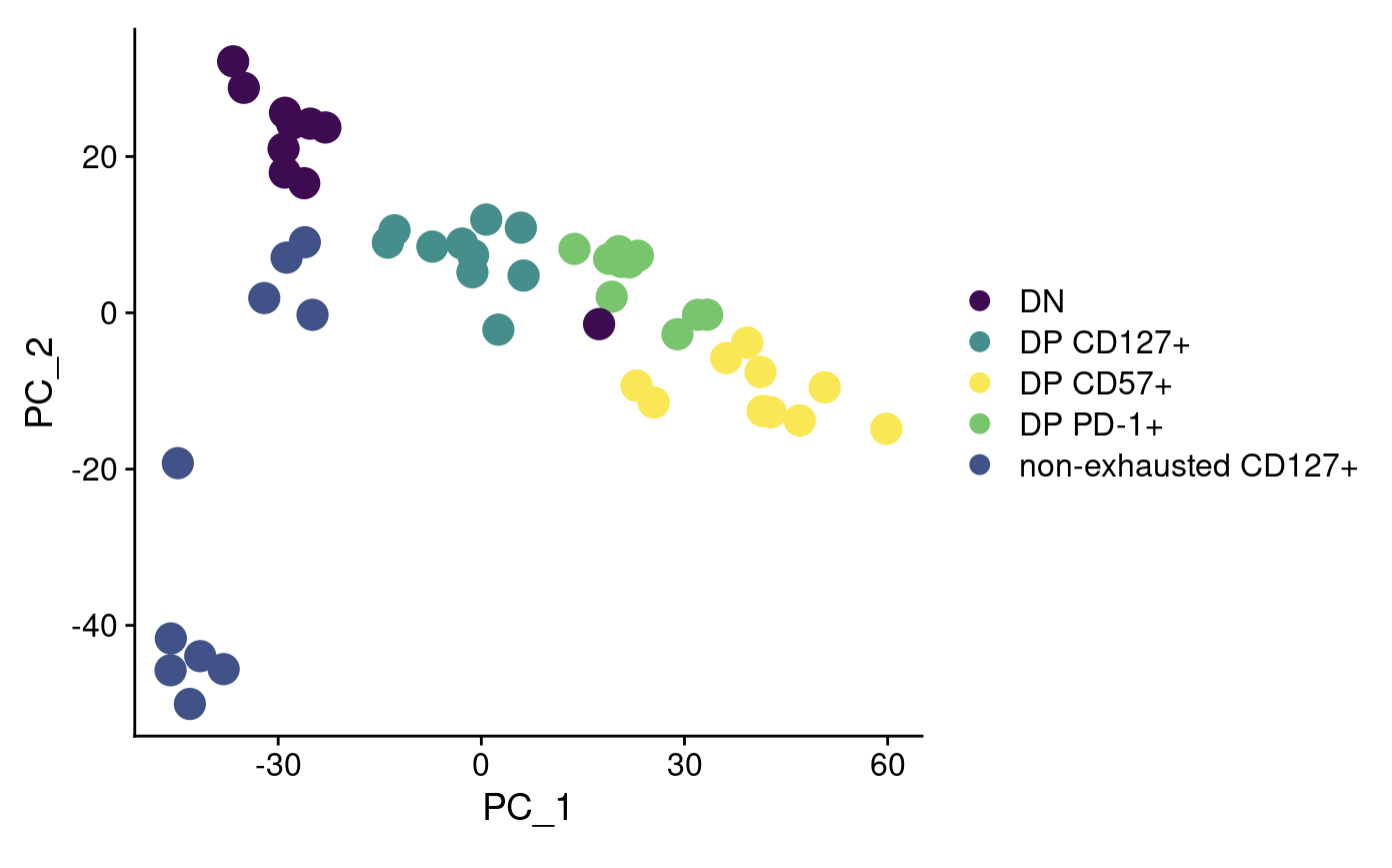 PC_2
20
0
-20
-40
-30
0
30
60
PC_1
DN
DP CD127+
DP CD57+
DP PD-1+
non-exhausted CD127+